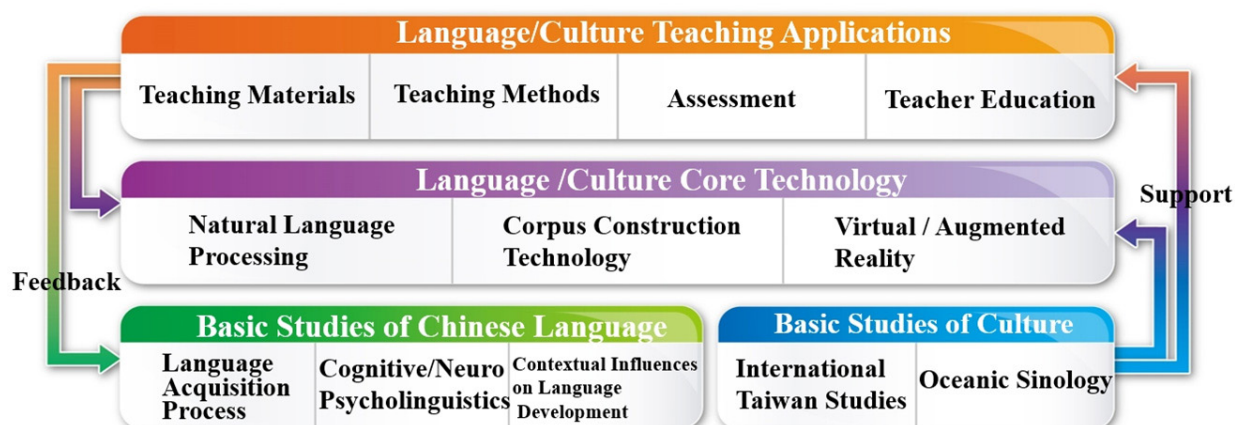 Language/Culture Teaching Applications
Teaching Materials
Teaching Methods
Assessment
Teacher Education
Language /Culture Core Technology
Natural Language
Processing
Corpus Construction
Technology
Virtual / Augmented
Reality
Support
Feedback
Basic Studies of Chinese Language
Language
Acquisition
Process
Cognitive/Neuro
Psycholinguistics
Contextual Influences
on Language
Development
Basic Studies of Culture
International
Taiwan Studies
Oceanic Sinology